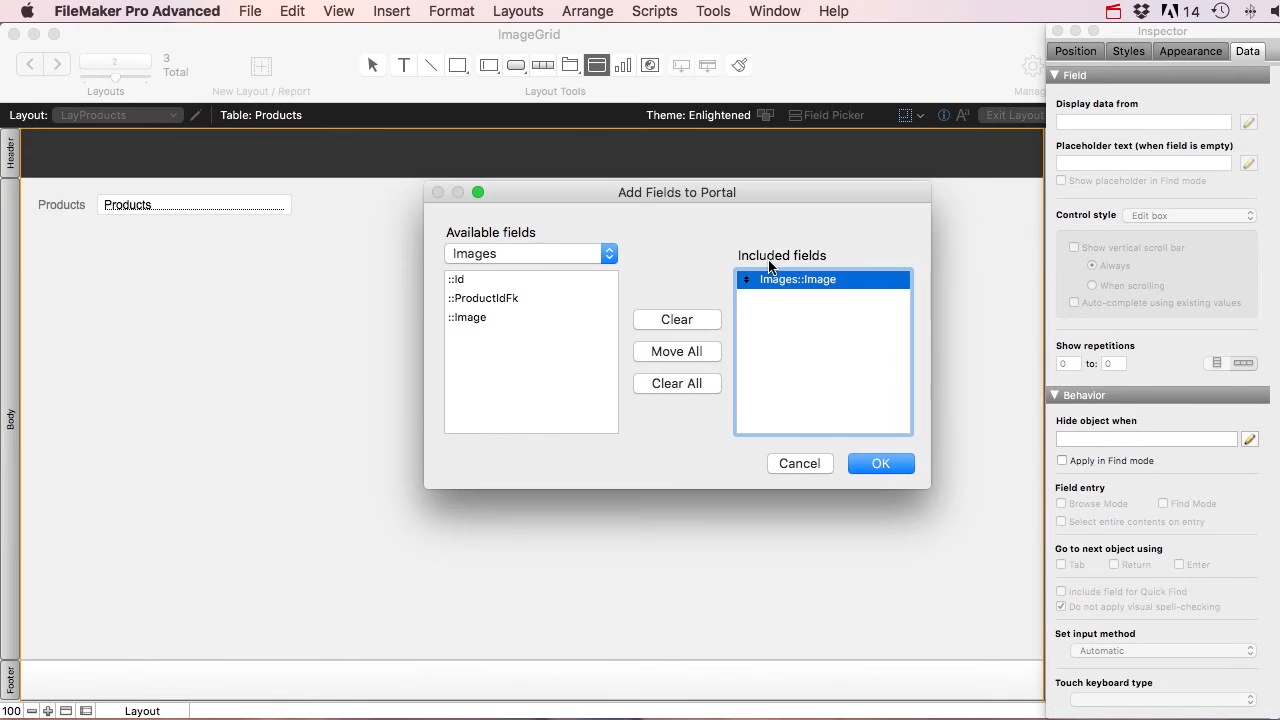 FileMaker Pro Advanced File Edit View Insert Format Layouts Arrange Scripts Tools Window Help 14
ImageGrid
Inspector
2
3
Total
Layouts
New Layout / Report
Layout Tools
Manag
Position Styles Appearance Data
Layout: LayProducts Table: Products Theme: Enlightened Field Picker Exit Layout
Header
Body
Footer
Products Products
Add Fields to Portal
Available fields
Images
::Id
::ProductIdFk
::Image
Clear
Move All
Clear All
Included fields
Images::Image
Cancel OK
Field
Display data from
Placeholder text (when field is empty)
Show placeholder in Find mode
Control style Edit box
Show vertical scroll bar
Always
When scrolling
Auto-complete using existing values
Show repetitions
0 to: 0
Behavior
Hide object when
Apply in Find mode
Field entry
Browse Mode Find Mode
Select entire contents on entry
Go to next object using
Tab Return Enter
Include field for Quick Find
Do not apply visual spell-checking
Set input method
Automatic
Touch keyboard type
100 Layout